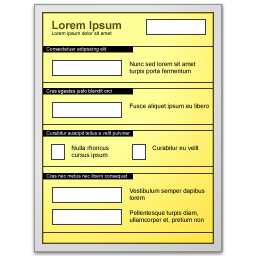 Lorem Ipsum
Lorem ipsum dolor sit amet
Consectetuer adipiscing elit
Nunc sed lorem sit amet
turpis porta fermentum
Cras egestas justo blandit orci
Fusce aliquet ipsum eu libero
Curabitur suscipit tellus a velit pulvinar
Nulla rhoncus
cursus ipsum
Curabitur eu velit
Cras nec metus nec libero consequat
Vestibulum semper dapibus
lorem
Pellentesque turpis diam,
ullamcorper et, pretium non